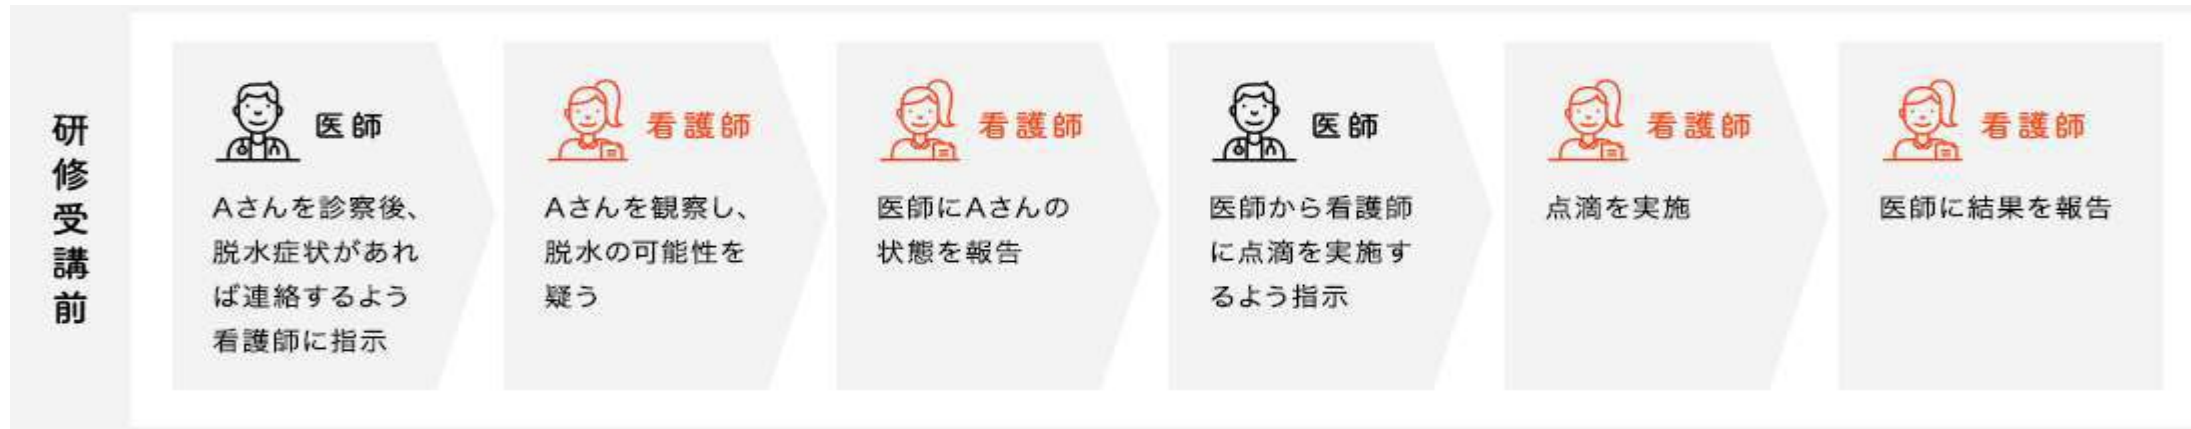 研修受講前
医師
Aさんを診察後、
脱水症状があれ
ば連絡するよう
看護師に指示
看護師
Aさんを観察し、
脱水の可能性を
疑う
看護師
医師にAさんの
状態を報告
医師
医師から看護師
に点滴を実施す
るよう指示
看護師
点滴を実施
看護師
医師に結果を報告